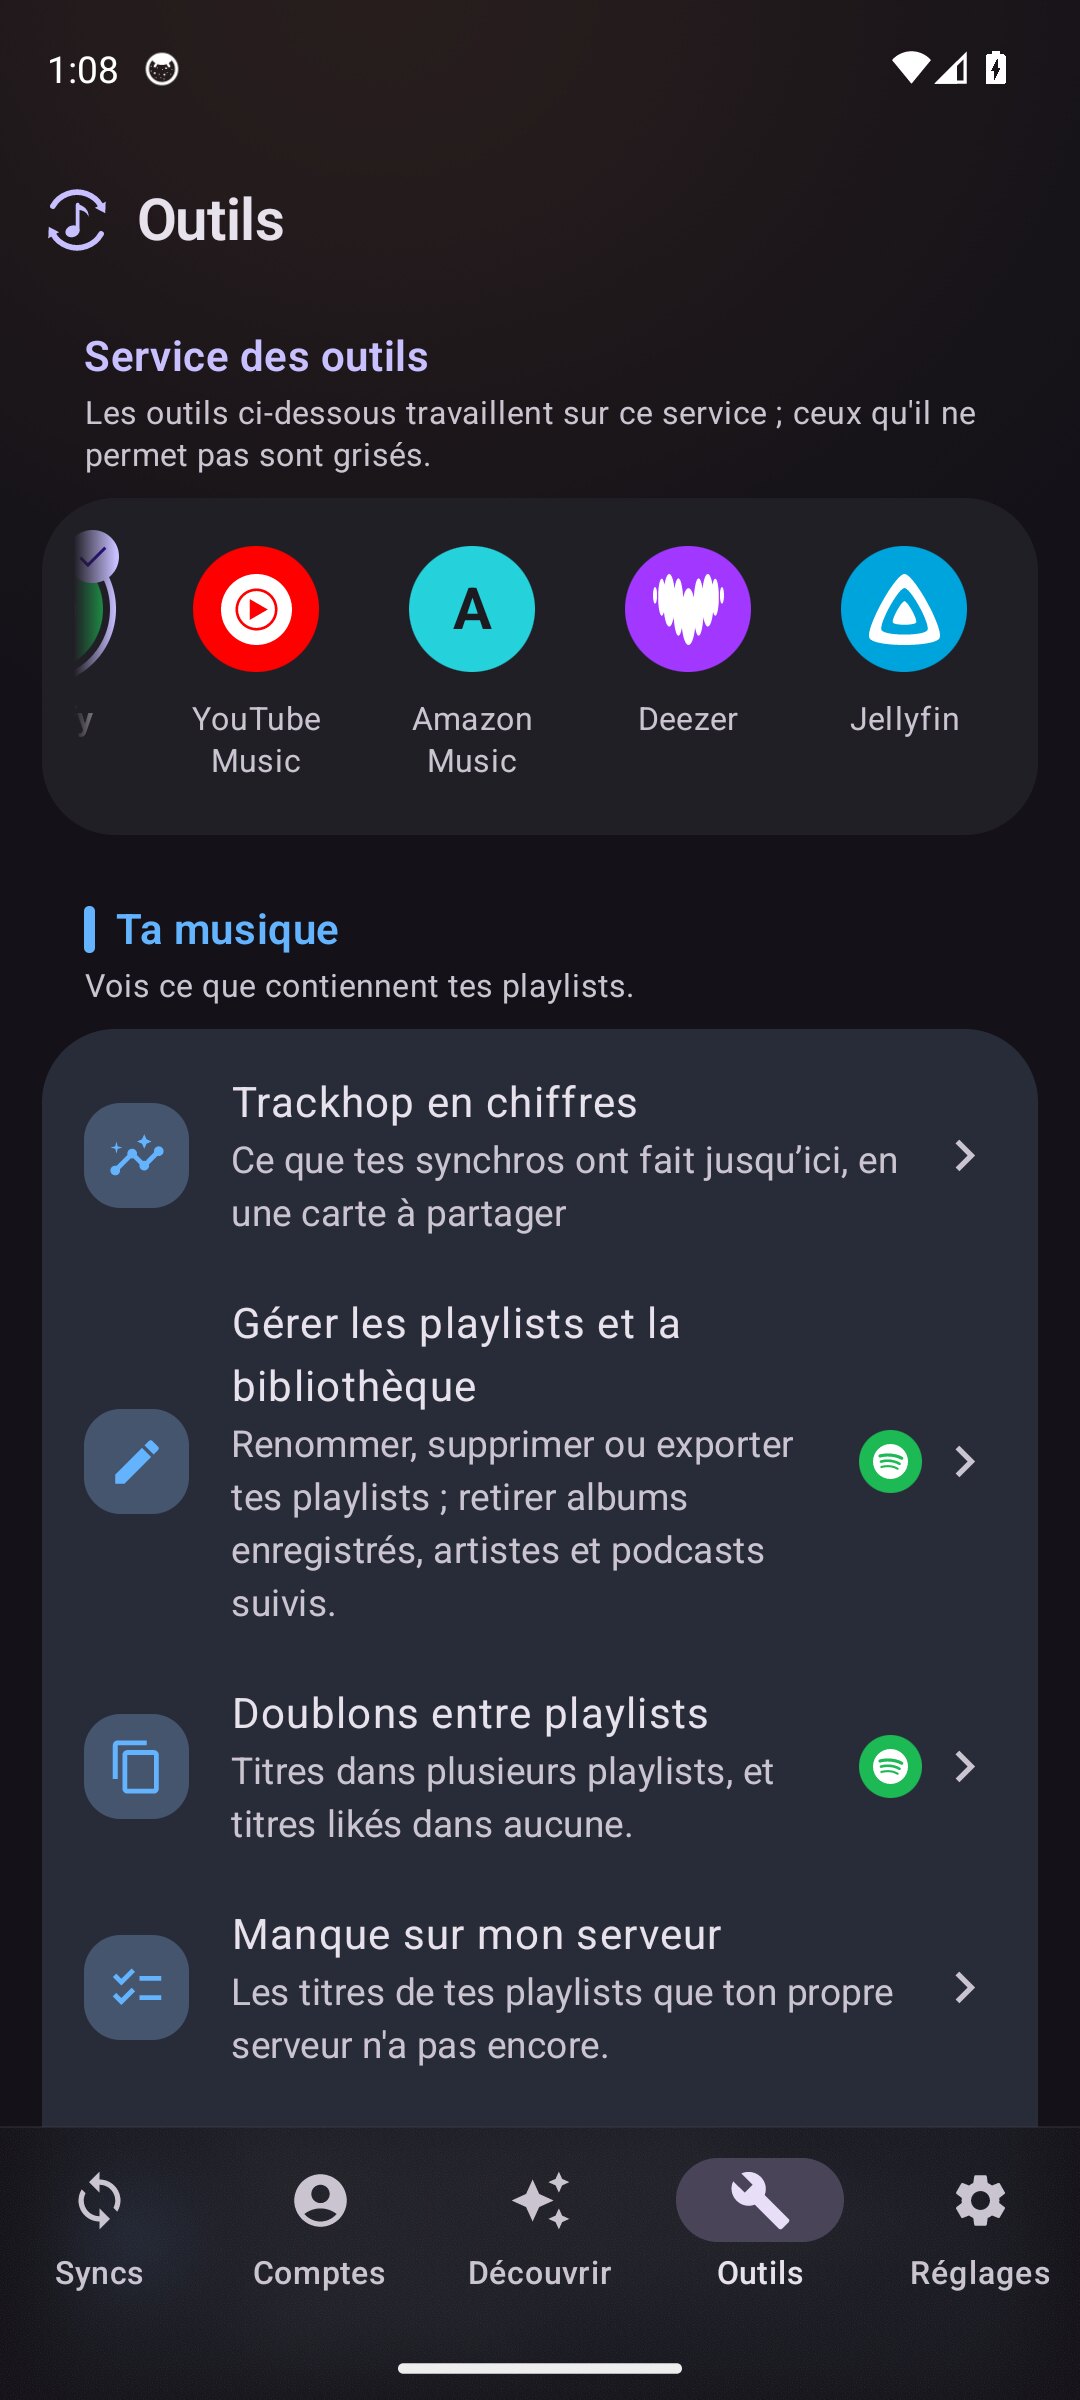 1:08
Outils
Service des outils
Les outils ci-dessous travaillent sur ce service ; ceux qu'il ne
permet pas sont grisés.
y
YouTube
Music
A
Amazon
Music
Deezer
Jellyfin
Ta musique
Vois ce que contiennent tes playlists.
Trackhop en chiffres
Ce que tes synchros ont fait jusqu’ici, en
une carte à partager
Gérer les playlists et la
bibliothèque
Renommer, supprimer ou exporter
tes playlists ; retirer albums
enregistrés, artistes et podcasts
suivis.
Doublons entre playlists
Titres dans plusieurs playlists, et
titres likés dans aucune.
Manque sur mon serveur
Les titres de tes playlists que ton propre
serveur n'a pas encore.
Syncs
Comptes
Découvrir
Outils
Réglages